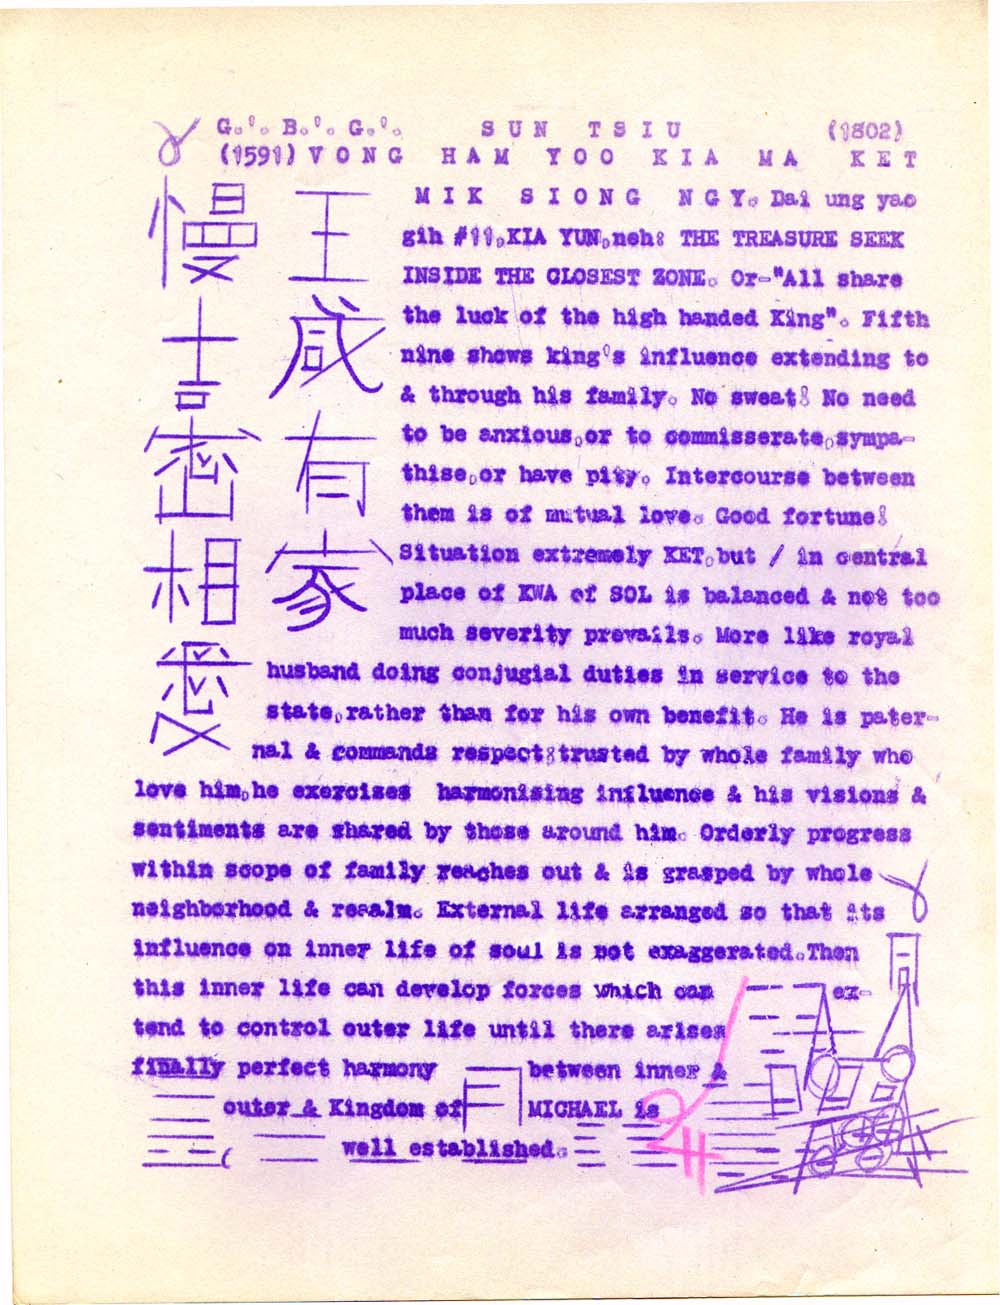 G.'. B.'. G.'. SUN TSIU (1802)
(1591) VONG HAM YOO KIA MA KET
MIK SIONG NGY. Dai ung yao
gih #11, KIA YUN, neh: THE TREASURE SEEK
INSIDE THE CLOSEST ZONE. Or-"All share
the luck of the high handed King". Fifth
nine shows king's influence extending to
& through his family. No sweat! No need
to be anxious, or to commisserate, sympa-
thise, or have pity. Intercourse between
them is of mutual love. Good fortune!
Situation extremely KET, but / in central
place of KWA of SOL is balanced & not too
much severity prevails. More like royal
husband doing conjugial duties in service to the
state, rather than for his own benefit. He is pater-
nal & commands respect; trusted by whole family who
love him, he exercises harmonising influence & his visions &
sentiments are shared by those around him. Orderly progress
within scope of family reaches out & is grasped by whole
neighborhood & realm. External life arranged so that its
influence on inner life of soul is not exaggerated. Then
this inner life can develop forces which can ex-
tend to control outer life until there arises
finally perfect harmony between inner &
outer & Kingdom of MICHAEL is
well established.
王
有
家
慢
相
24